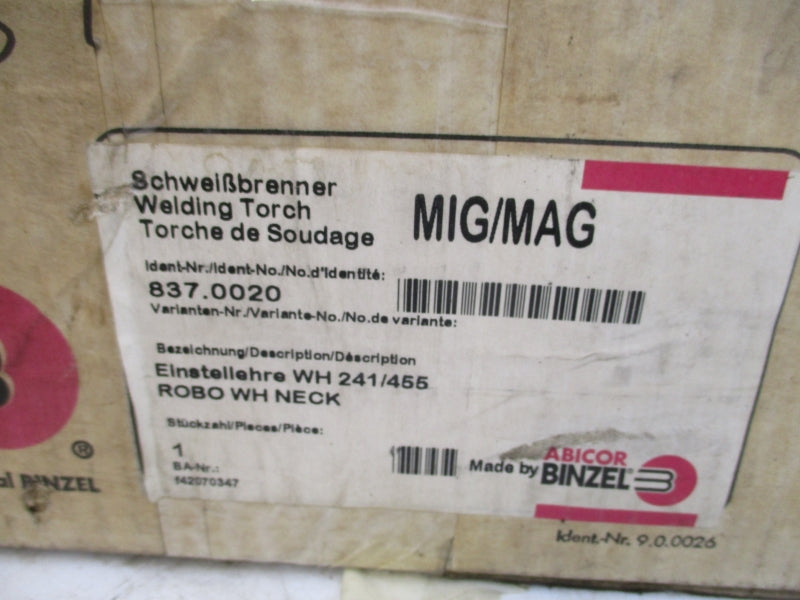 Schweißbrenner
Welding Torch
Torche de Soudage
MIG/MAG
Ident-Nr./Ident-No./No.d'Identité:
837.0020
Varianten-Nr./Variante-No./No.de variante:
Bezeichnung/Description/Déscription
Einstellehre WH 241/455
ROBO WH NECK
Stückzahl/Pieces/Pièce:
1
BA-Nr.:
f42070347
Made by
ABICOR
BINZEL®
®
al BINZEL
Ident.-Nr. 9.0.0026